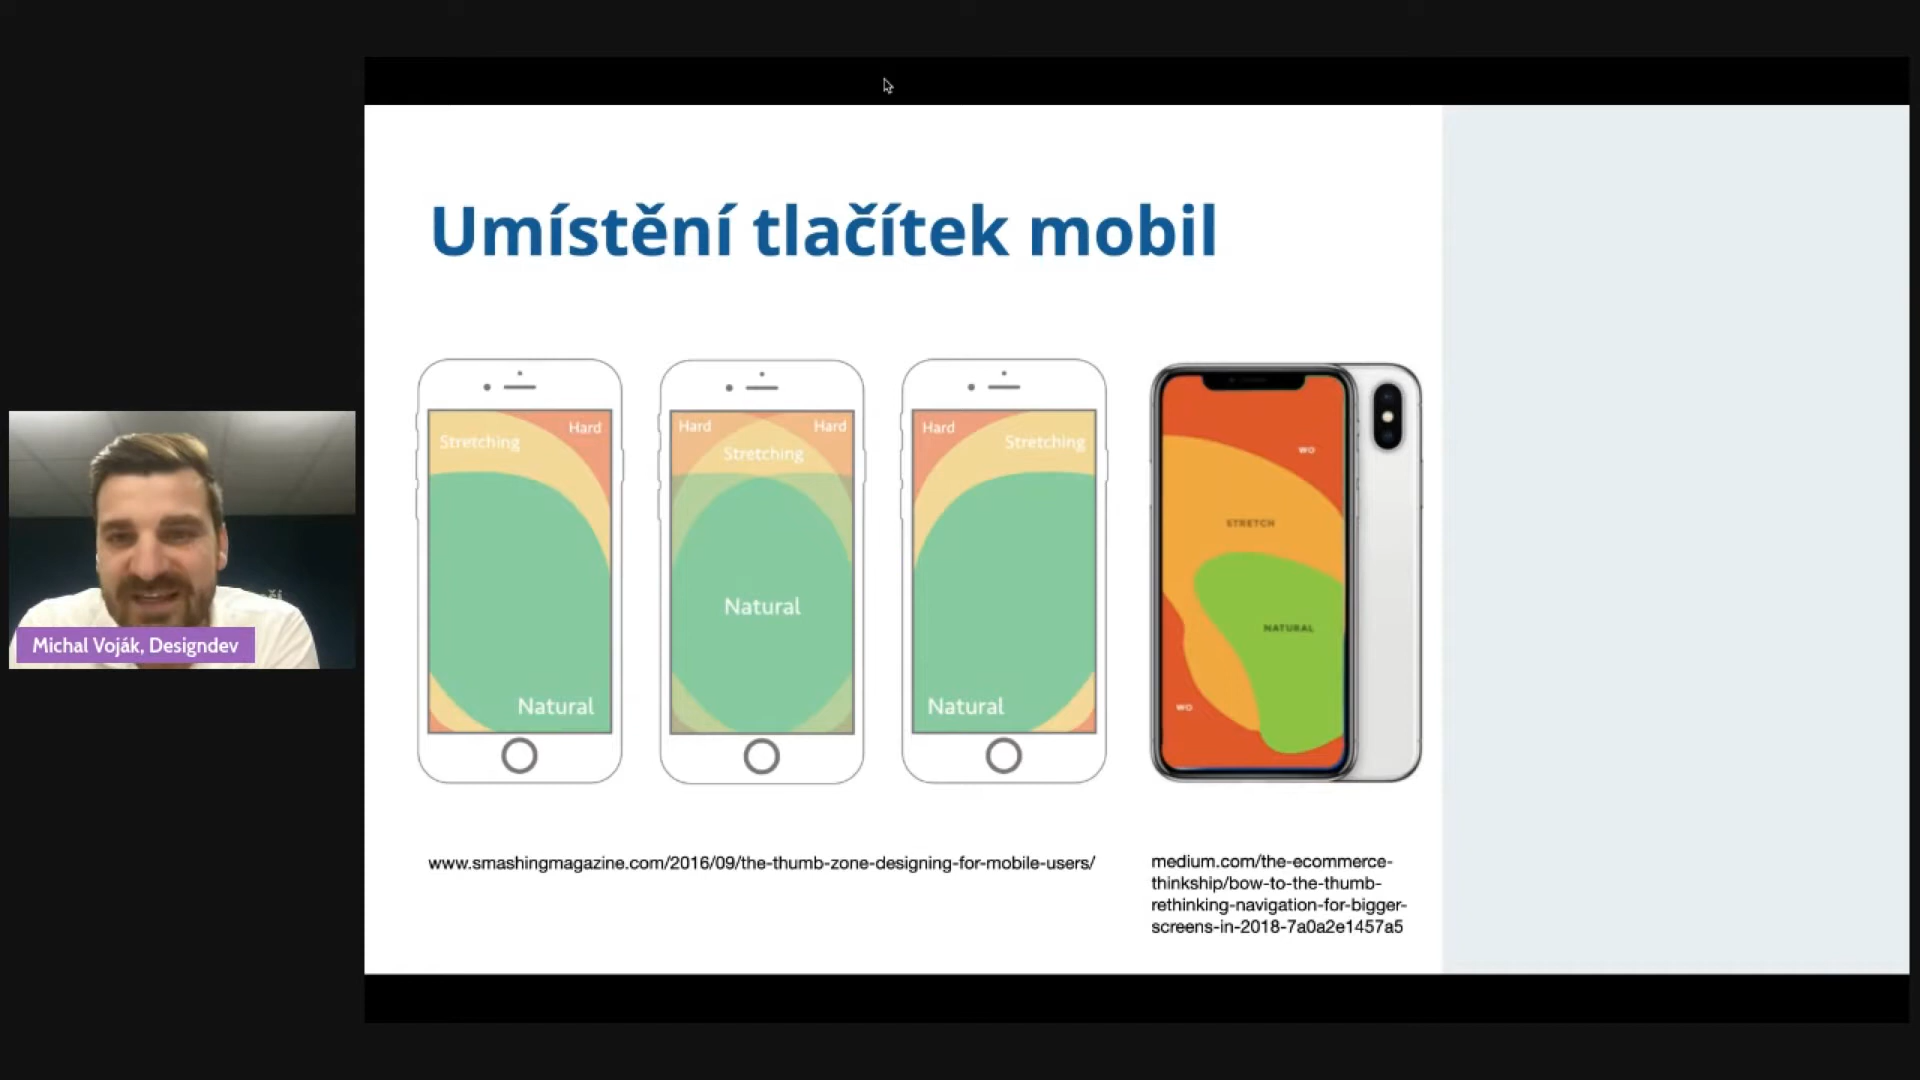 Umístění tlačítek mobil
Stretching
Hard
Natural
Hard
Hard
Stretching
Natural
Hard
Stretching
Natural
WO
STRETCH
NATURAL
WO
Michal Voják, Designdev
www.smashingmagazine.com/2016/09/the-thumb-zone-designing-for-mobile-users/
medium.com/the-ecommerce-
thinkship/bow-to-the-thumb-
rethinking-navigation-for-bigger-
screens-in-2018-7a0a2e1457a5